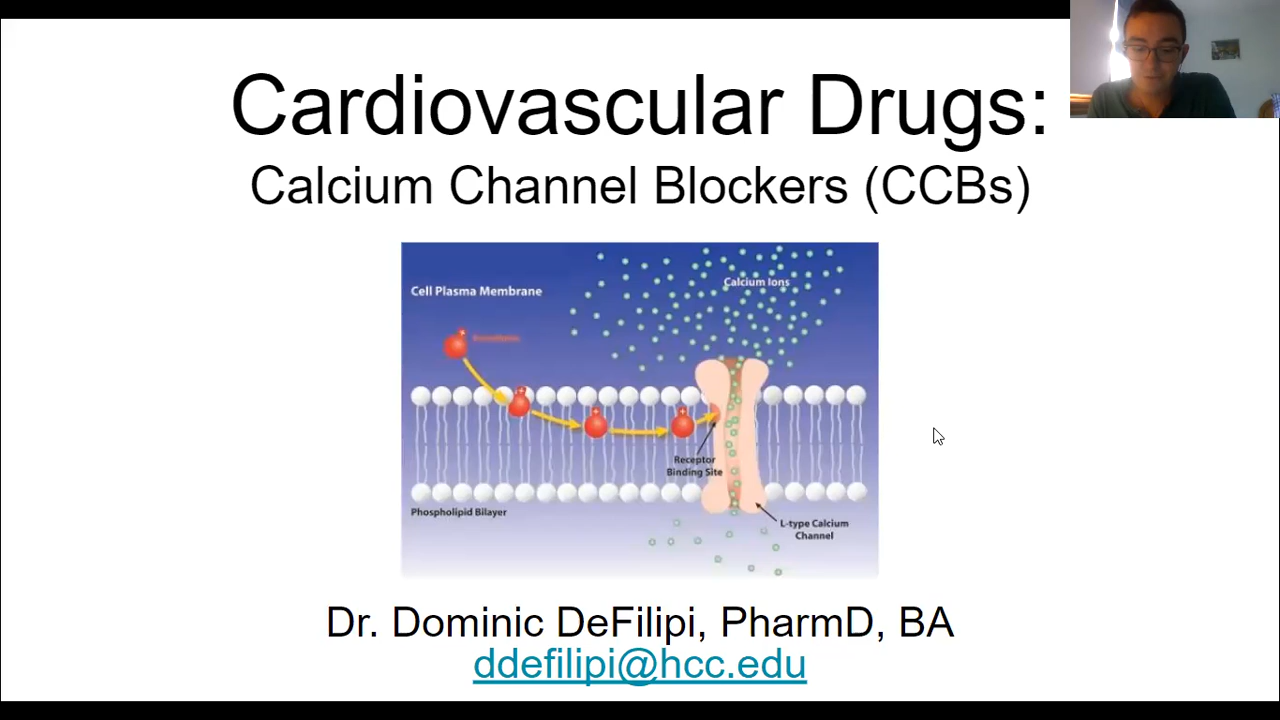 Cardiovascular Drugs:
Calcium Channel Blockers (CCBs)
Calcium Ions
Cell Plasma Membrane
Receptor
Binding Site
Phospholipid Bilayer
L-type Calcium
Channel
Dr. Dominic DeFilipi, PharmD, BA
ddefilipi@hcc.edu